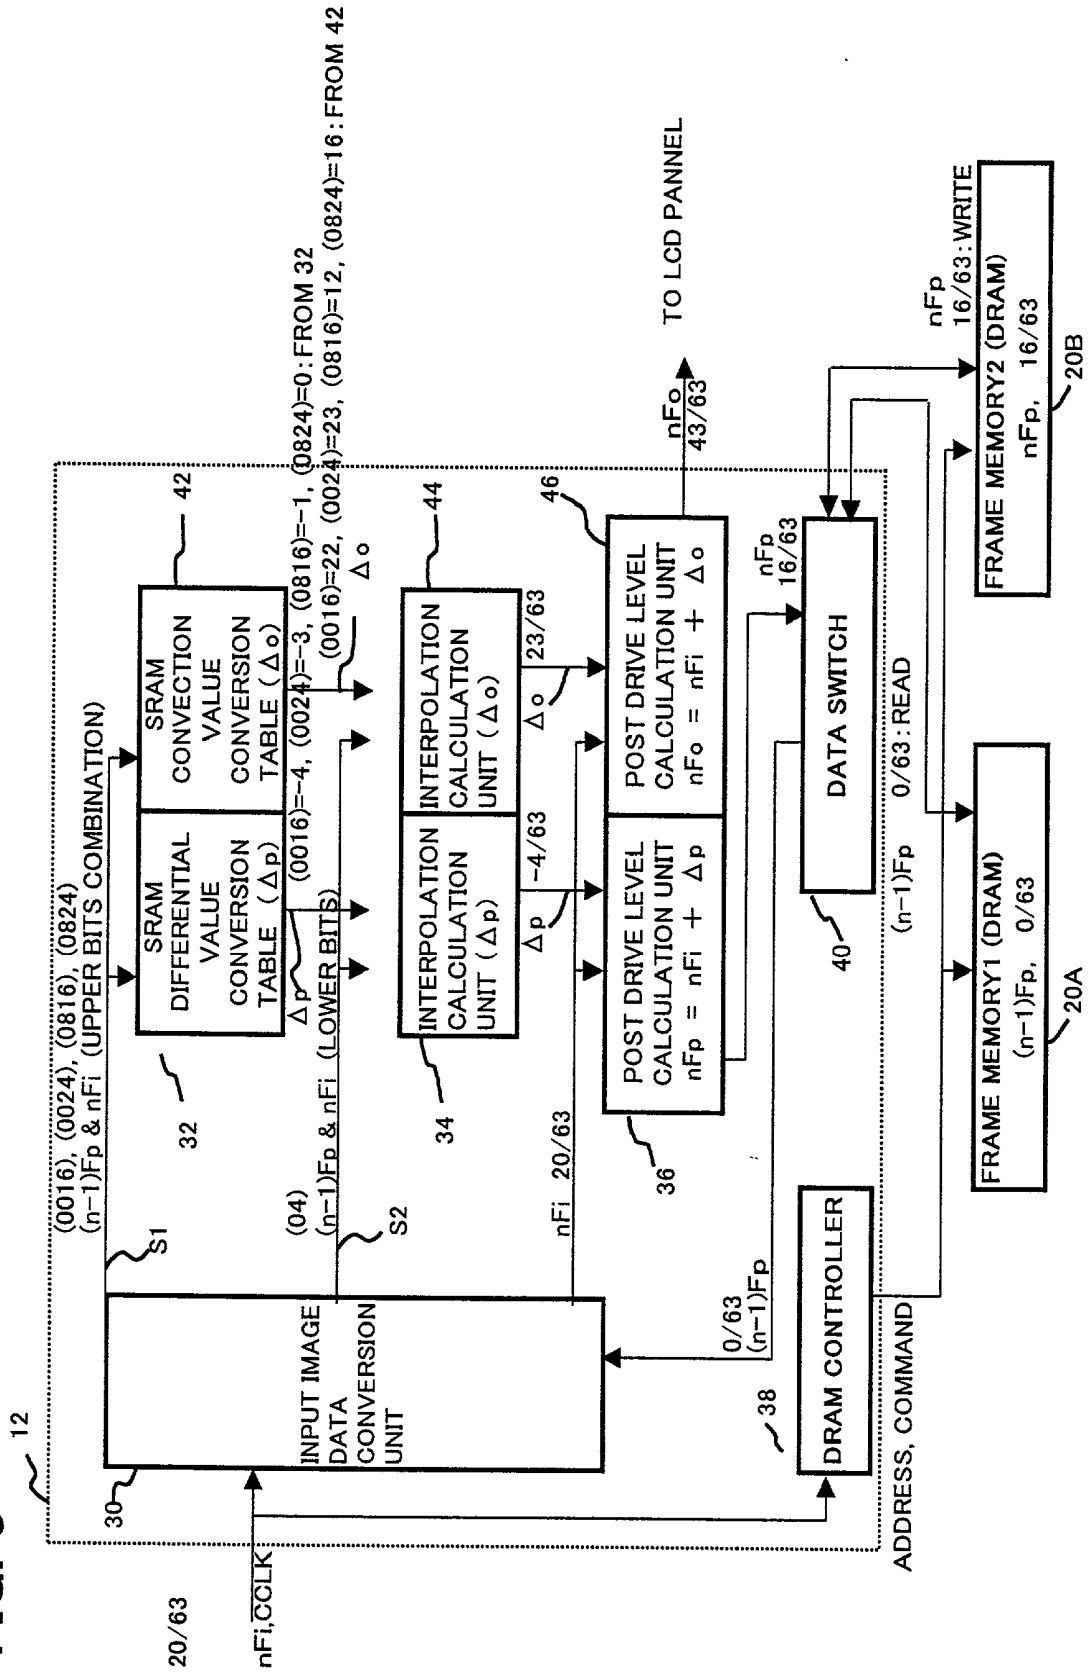 12
20/63
nFi,CCLK
30
INPUT IMAGE
DATA
CONVERSION
UNIT
(0016), (0024), (0816), (0824)
(n-1)Fp & nFi (UPPER BITS COMBINATION)
S1
(04)
(n-1)Fp & nFi (LOWER BITS)
S2
nFi 20/63
0/63
(n-1)Fp
32
SRAM
DIFFERENTIAL
VALUE
CONVERSION
TABLE (Δp)
42
SRAM
CONVECTION
VALUE
CONVERSION
TABLE (Δo)
Δp
(0016)=-4, (0024)=-3, (0816)=-1, (0824)=0:FROM 32
(0016)=22, (0024)=23, (0816)=12, (0824)=16:FROM 42
Δo
34
INTERPOLATION
CALCULATION
UNIT (Δp)
44
INTERPOLATION
CALCULATION
UNIT (Δo)
Δp -4/63
Δo 23/63
36
POST DRIVE LEVEL
CALCULATION UNIT
nFp = nFi + Δp
46
POST DRIVE LEVEL
CALCULATION UNIT
nFo = nFi + Δo
nFo
43/63
TO LCD PANNEL
nFp
16/63
38
DRAM CONTROLLER
40
DATA SWITCH
ADDRESS, COMMAND
(n-1)Fp 0/63:READ
nFp
16/63:WRITE
FRAME MEMORY1 (DRAM)
(n-1)Fp, 0/63
20A
FRAME MEMORY2 (DRAM)
nFp, 16/63
20B